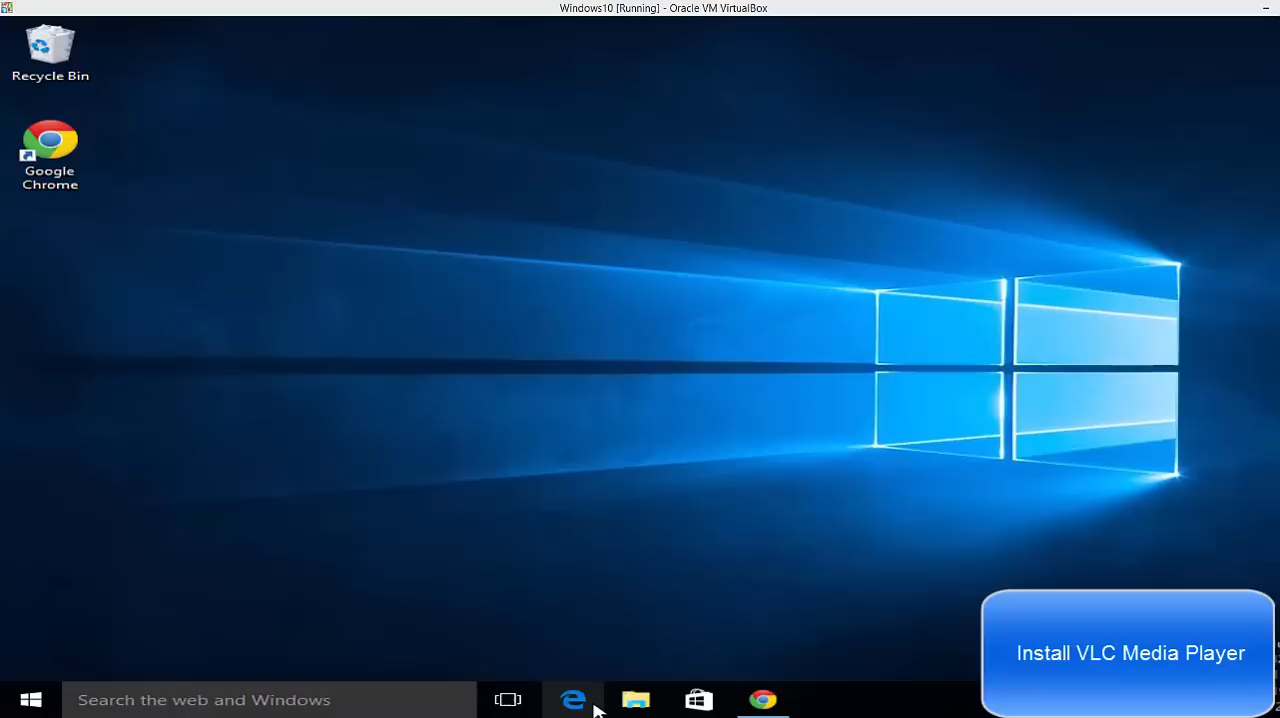 Windows10 [Running] - Oracle VM VirtualBox
Recycle Bin
Google
Chrome
Install VLC Media Player
Search the web and Windows